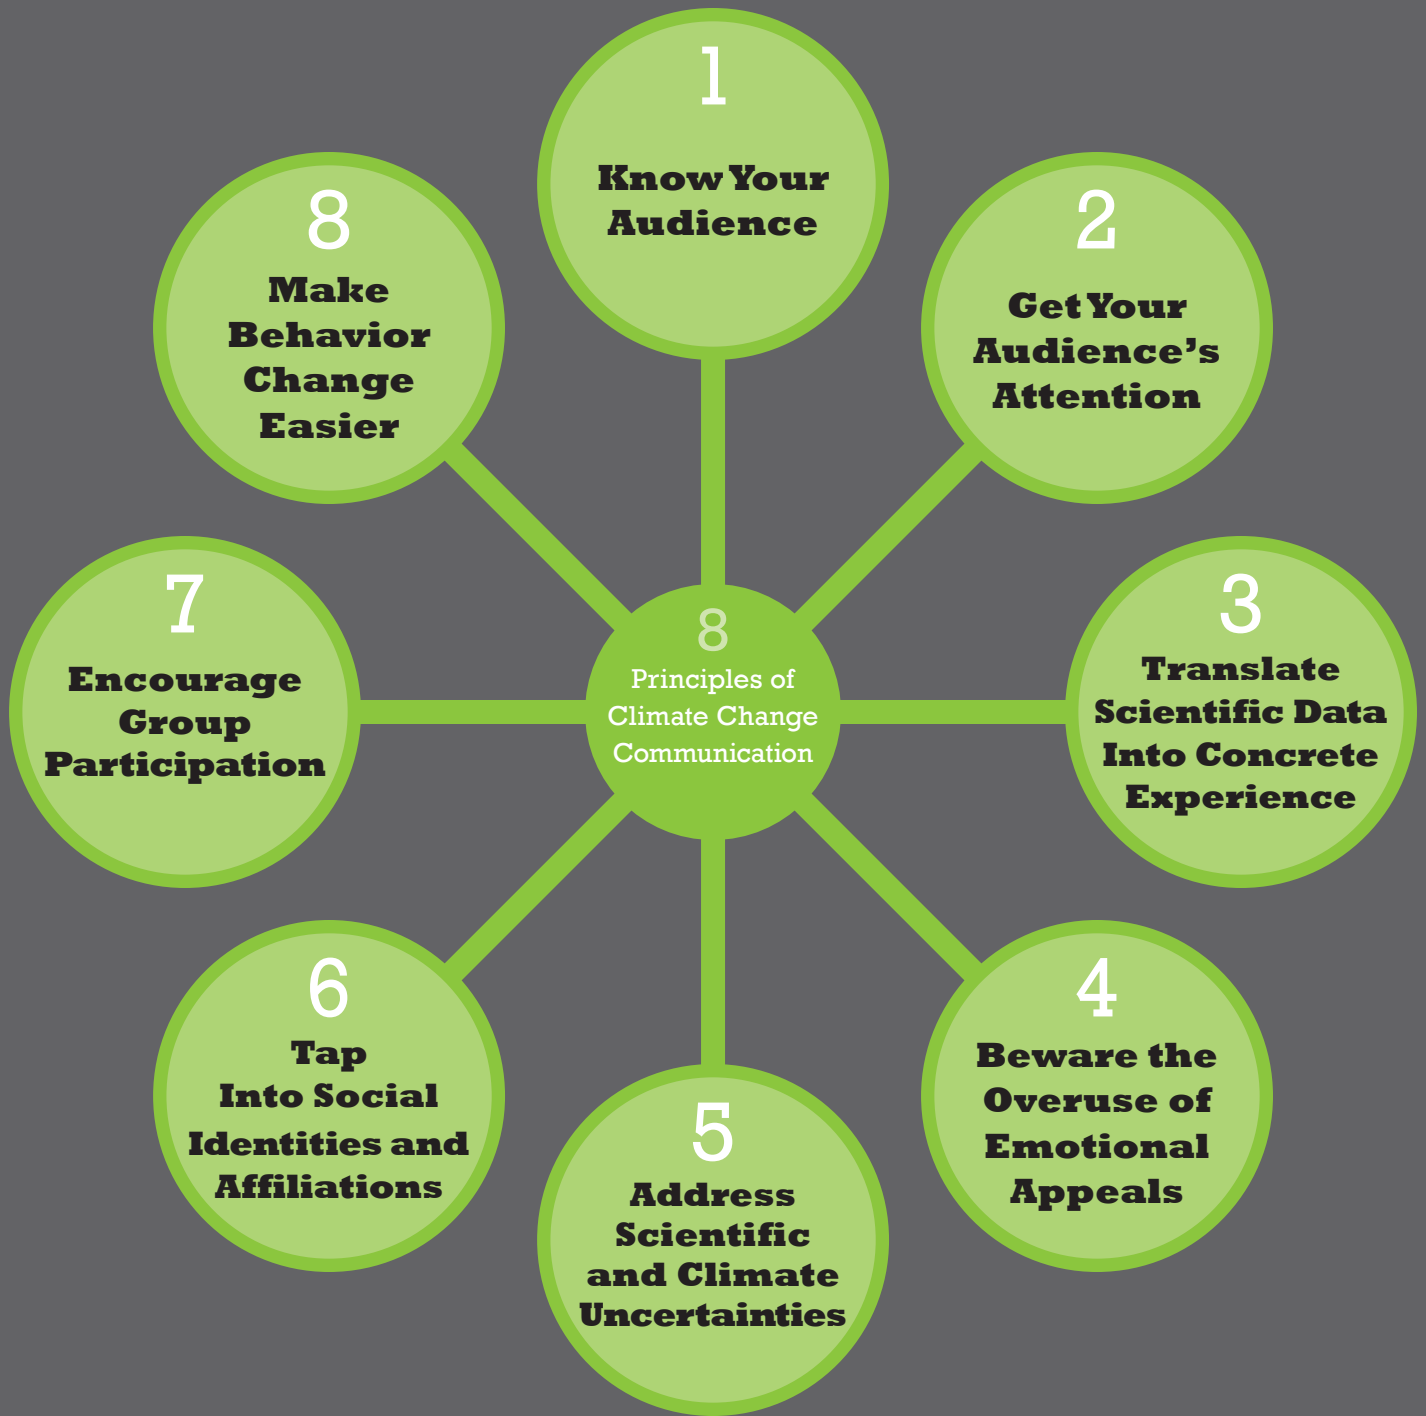 1
Know Your
Audience
2
Get Your
Audience's
Attention
3
Translate
Scientific Data
Into Concrete
Experience
4
Beware the
Overuse of
Emotional
Appeals
5
Address
Scientific
and Climate
Uncertainties
6
Tap
Into Social
Identities and
Affiliations
7
Encourage
Group
Participation
8
Make
Behavior
Change
Easier
8
Principles of
Climate Change
Communication